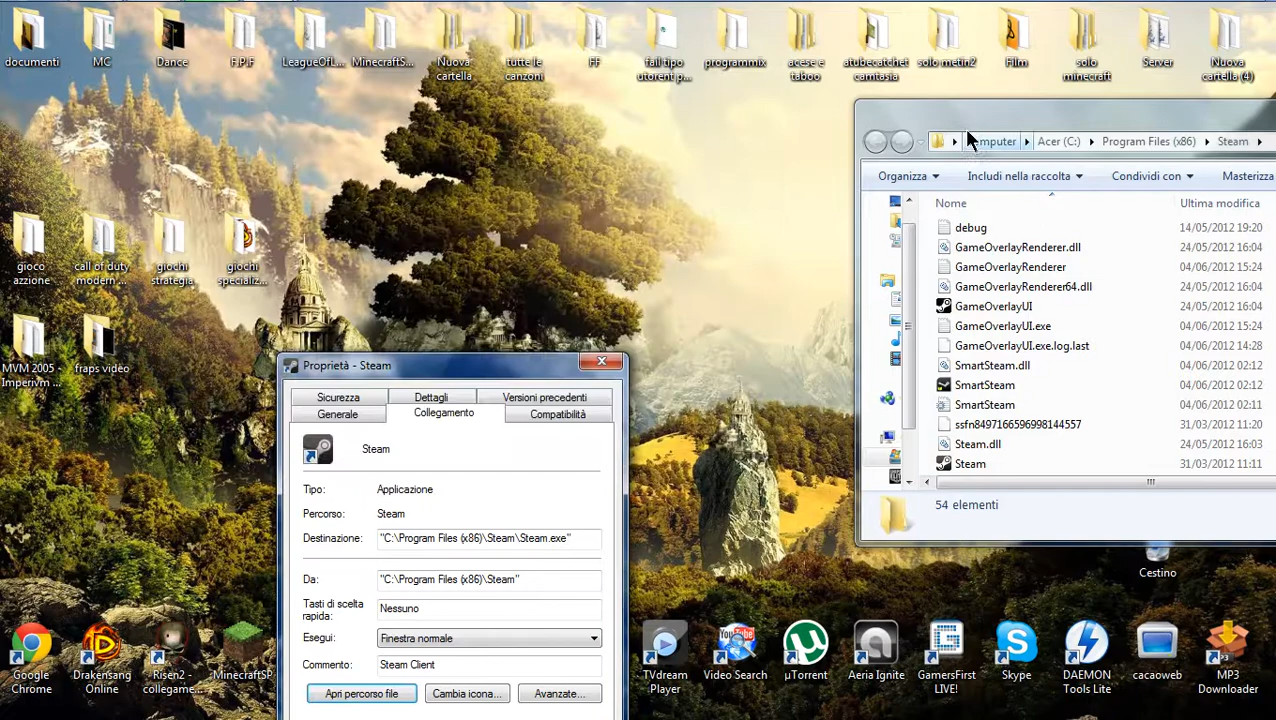 documenti
MC
Dance
F.P.F
LeagueOfL...
MinecraftS...
Nuova
cartella
tutte le
canzoni
FF
fail tipo
utorent p...
programmix
acese e
taboo
atubecatchet
camtasia
solo metin2
Film
solo
minecraft
Server
Nuova
cartella (4)
gioco
azzione
call of duty
modern ...
giochi
strategia
giochi
specializ...
MVM 2005 -
Imperivm ...
fraps video
Computer
Acer (C:)
Program Files (x86)
Steam
Organizza
Includi nella raccolta
Condividi con
Masterizza
Nome
Ultima modifica
debug
14/05/2012 19:20
GameOverlayRenderer.dll
24/05/2012 16:04
GameOverlayRenderer
04/06/2012 15:24
GameOverlayRenderer64.dll
24/05/2012 16:04
GameOverlayUI
24/05/2012 16:04
GameOverlayUI.exe
04/06/2012 15:24
GameOverlayUI.exe.log.last
04/06/2012 14:28
SmartSteam.dll
04/06/2012 02:12
SmartSteam
04/06/2012 02:12
SmartSteam
04/06/2012 02:11
ssfn8497166596998144557
31/03/2012 11:20
Steam.dll
24/05/2012 16:03
Steam
31/03/2012 11:11
54 elementi
Proprietà - Steam
Sicurezza
Dettagli
Versioni precedenti
Generale
Collegamento
Compatibilità
Steam
Tipo:
Applicazione
Percorso:
Steam
Destinazione:
"C:\Program Files (x86)\Steam\Steam.exe"
Da:
"C:\Program Files (x86)\Steam"
Tasti di scelta
rapida:
Nessuno
Esegui:
Finestra normale
Commento:
Steam Client
Apri percorso file
Cambia icona...
Avanzate...
Cestino
Google
Chrome
Drakensang
Online
Risen2 -
collegame...
MinecraftSP
TVdream
Player
YouTube
Video Search
µTorrent
Aeria Ignite
GamersFirst
LIVE!
Skype
DAEMON
Tools Lite
cacaoweb
MP3
Downloader